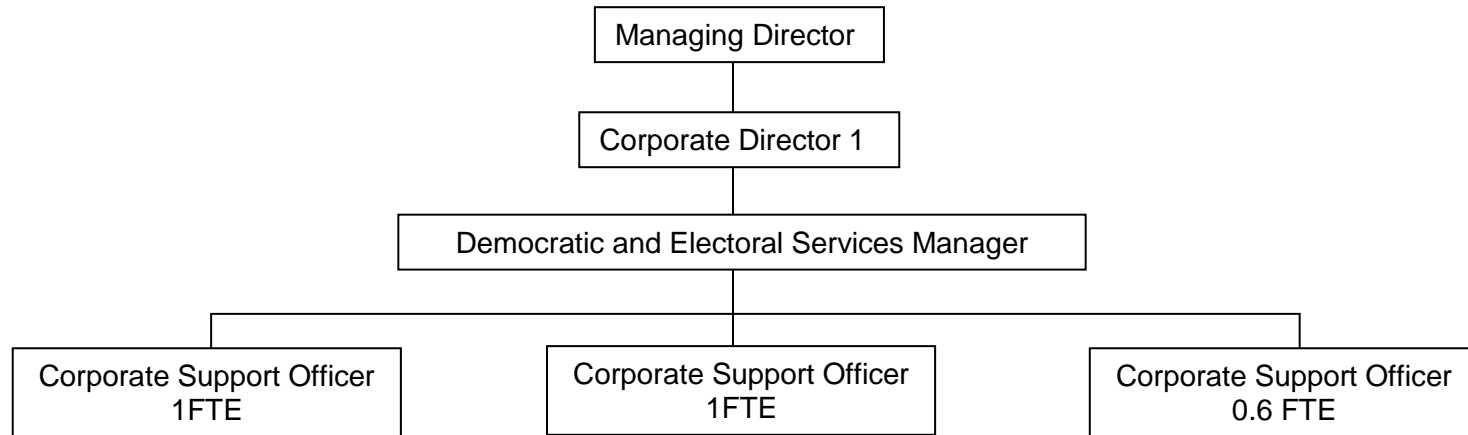 Managing Director
Corporate Director 1
Democratic and Electoral Services Manager
Corporate Support Officer
1FTE
Corporate Support Officer
1FTE
Corporate Support Officer
0.6 FTE